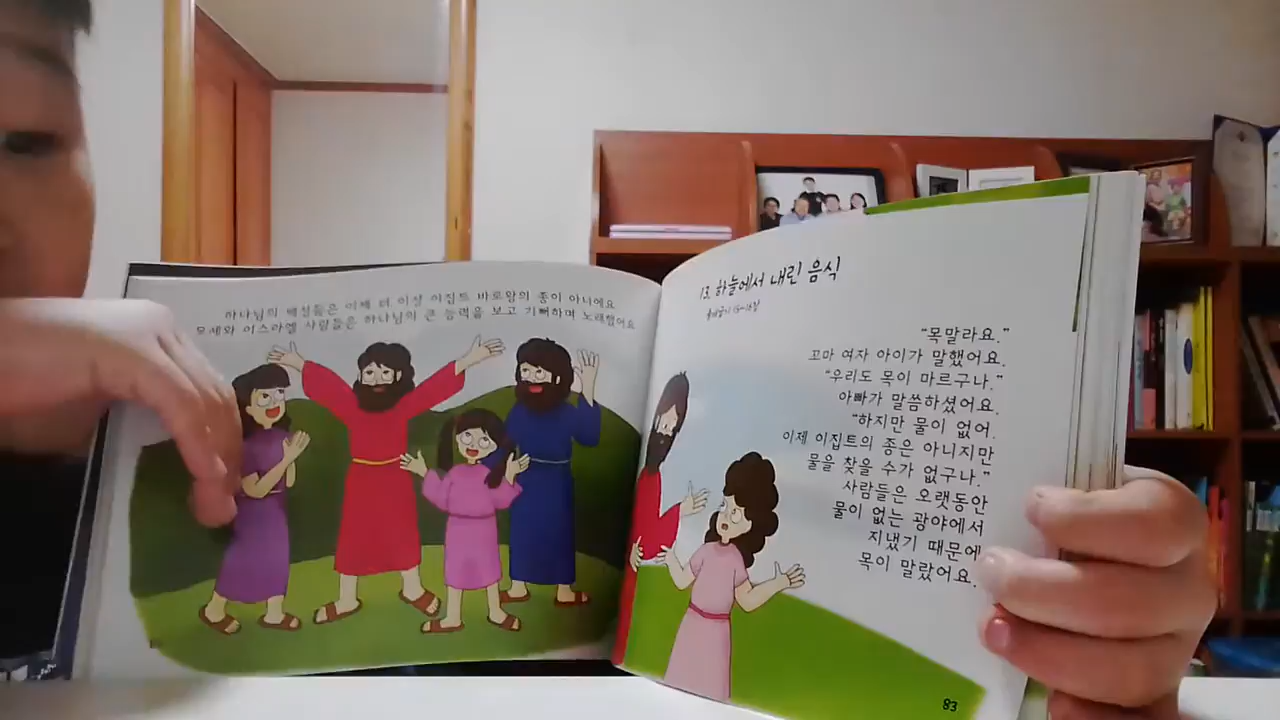 하나님의 백성들은 이제 더 이상 이집트 바로왕의 종이 아니에요
모세와 이스라엘 사람들은 하나님의 큰 능력을 보고 기뻐하며 노래했어요
13. 하늘에서 내린 음식
출애굽기 15-16장
"목말라요."
꼬마 여자 아이가 말했어요.
"우리도 목이 마르구나."
아빠가 말씀하셨어요.
"하지만 물이 없어.
이제 이집트의 종은 아니지만
물을 찾을 수가 없구나."
사람들은 오랫동안
물이 없는 광야에서
지냈기 때문에
목이 말랐어요.
83